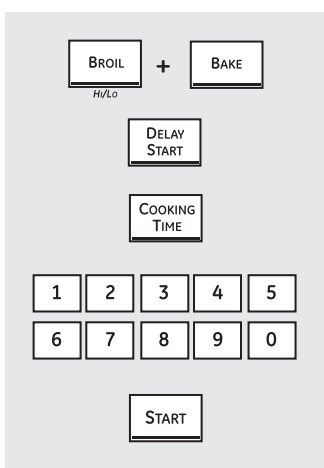 BROIL + BAKE
HI/LO
DELAY
START
COOKING
TIME
1 2 3 4 5
6 7 8 9 0
START